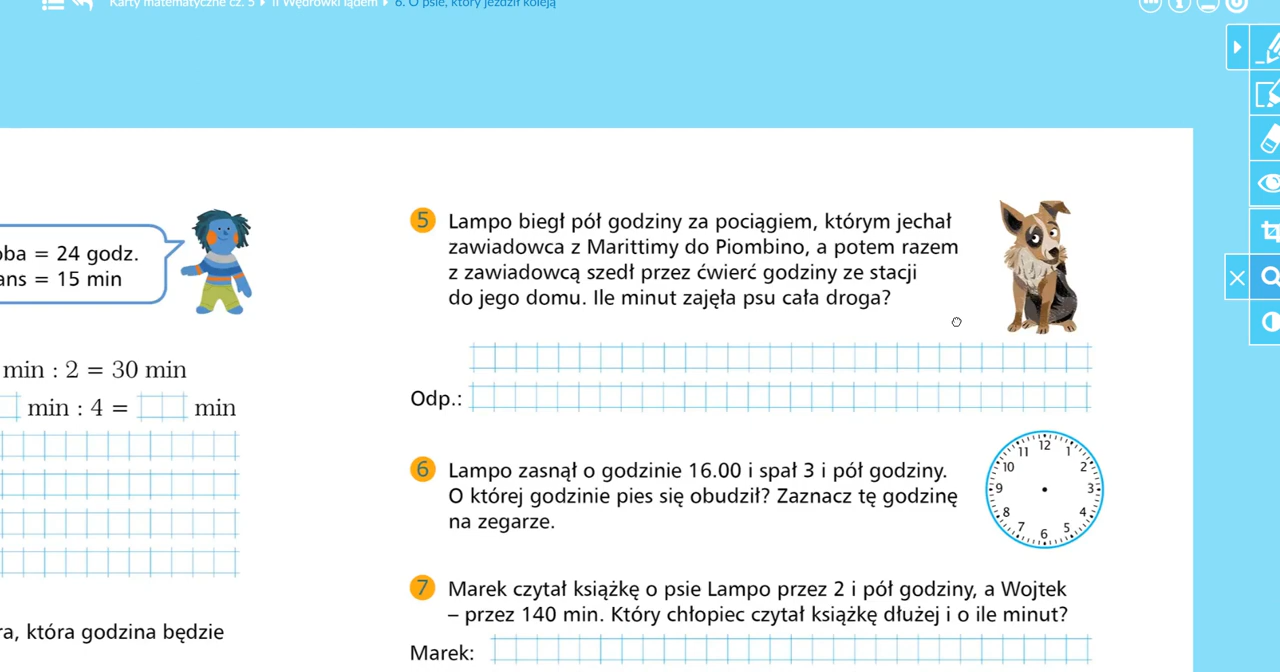 Karty matematyczne cz. 5 II Wędrówki lądem 6. O psie, który jeździł koleją
= 24 godz.
= 15 min
min : 2 = 30 min
min : 4 = min
która godzina będzie
5 Lampo biegł pół godziny za pociągiem, którym jechał
zawiadowca z Marittimy do Piombino, a potem razem
z zawiadowcą szedł przez ćwierć godziny ze stacji
do jego domu. Ile minut zajęła psu cała droga?
Odp.:
6 Lampo zasnął o godzinie 16.00 i spał 3 i pół godziny.
O której godzinie pies się obudził? Zaznacz tę godzinę
na zegarze.
12 1 2 3 4 5 6 7 8 9 10 11
7 Marek czytał książkę o psie Lampo przez 2 i pół godziny, a Wojtek
– przez 140 min. Który chłopiec czytał książkę dłużej i o ile minut?
Marek: